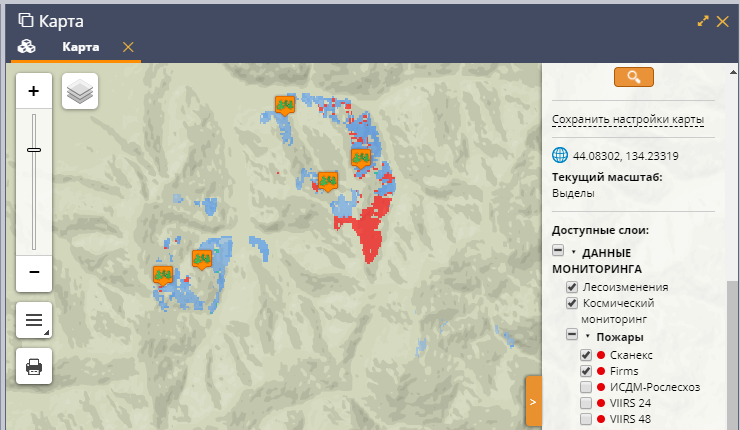 Карта
Карта
Сохранить настройки карты
44.08302, 134.23319
Текущий масштаб:
Выделы
Доступные слои:
ДАННЫЕ
МОНИТОРИНГА
Лесоизменения
Космический
мониторинг
Пожары
Сканекс
Firms
ИСДМ-Рослесхоз
VIIRS 24
VIIRS 48